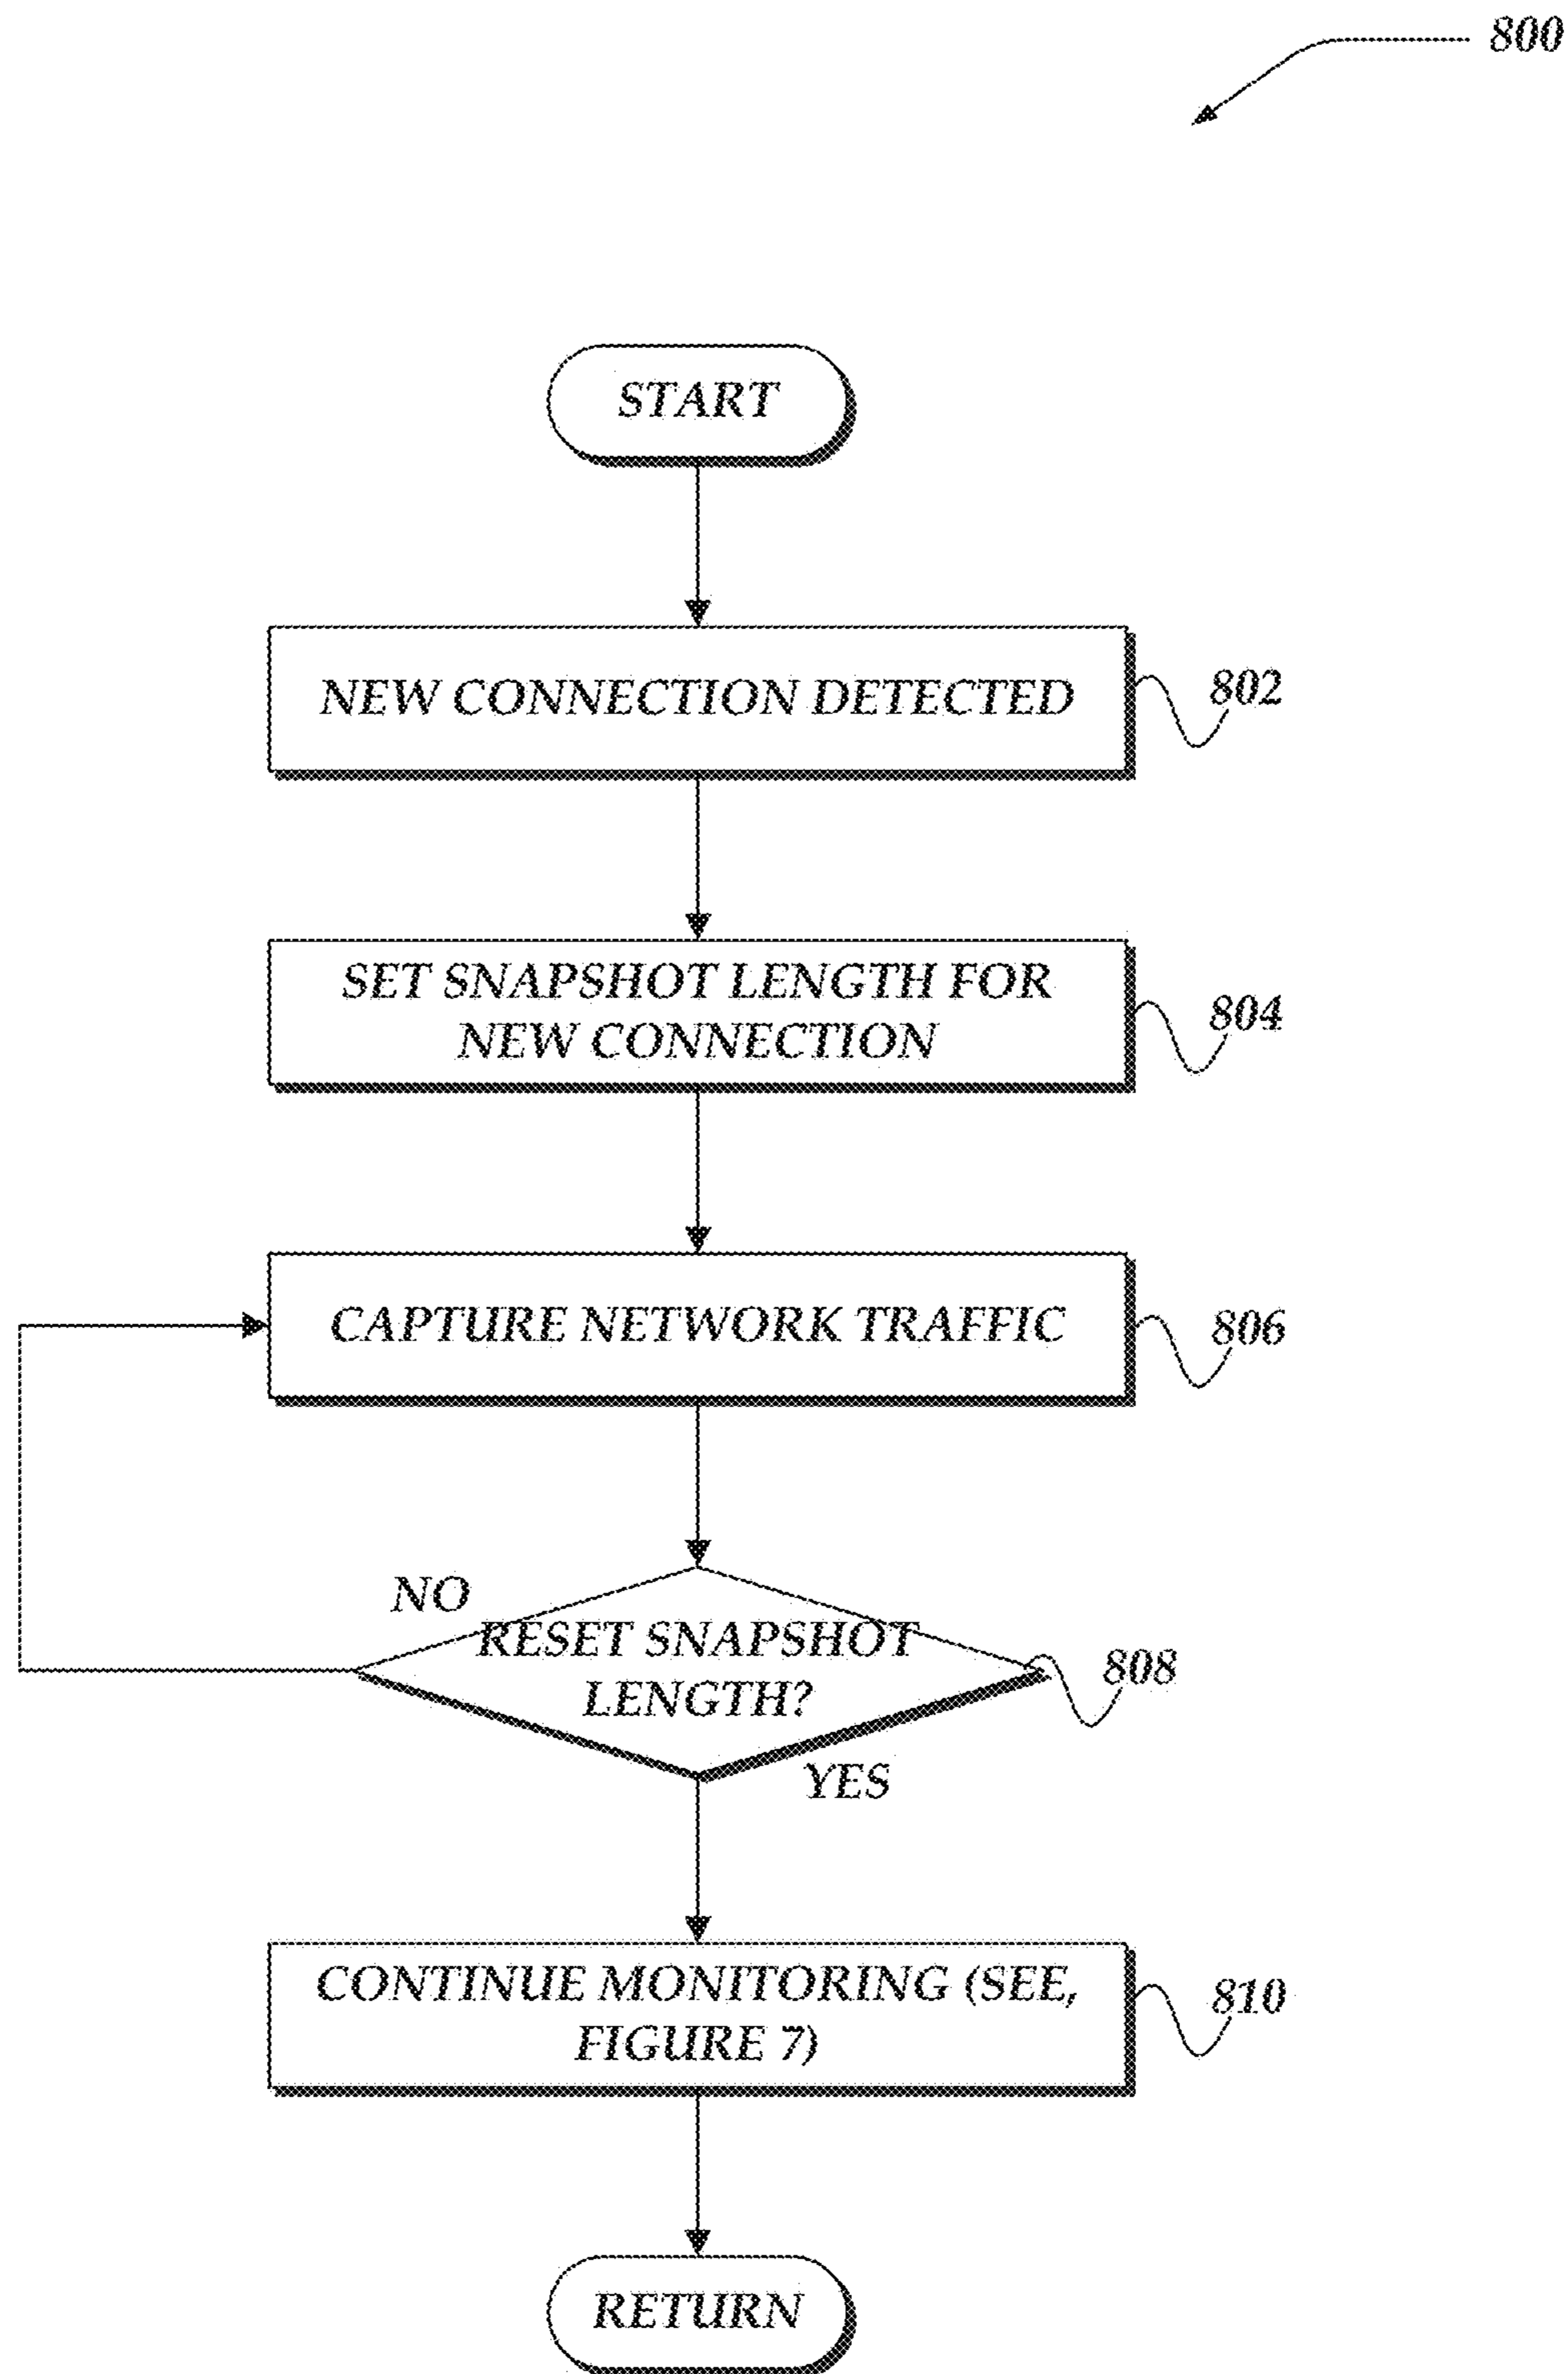 800
START
NEW CONNECTION DETECTED
802
SET SNAPSHOT LENGTH FOR
NEW CONNECTION
804
CAPTURE NETWORK TRAFFIC
806
NO
RESET SNAPSHOT
LENGTH?
808
YES
CONTINUE MONITORING (SEE,
FIGURE 7)
810
RETURN